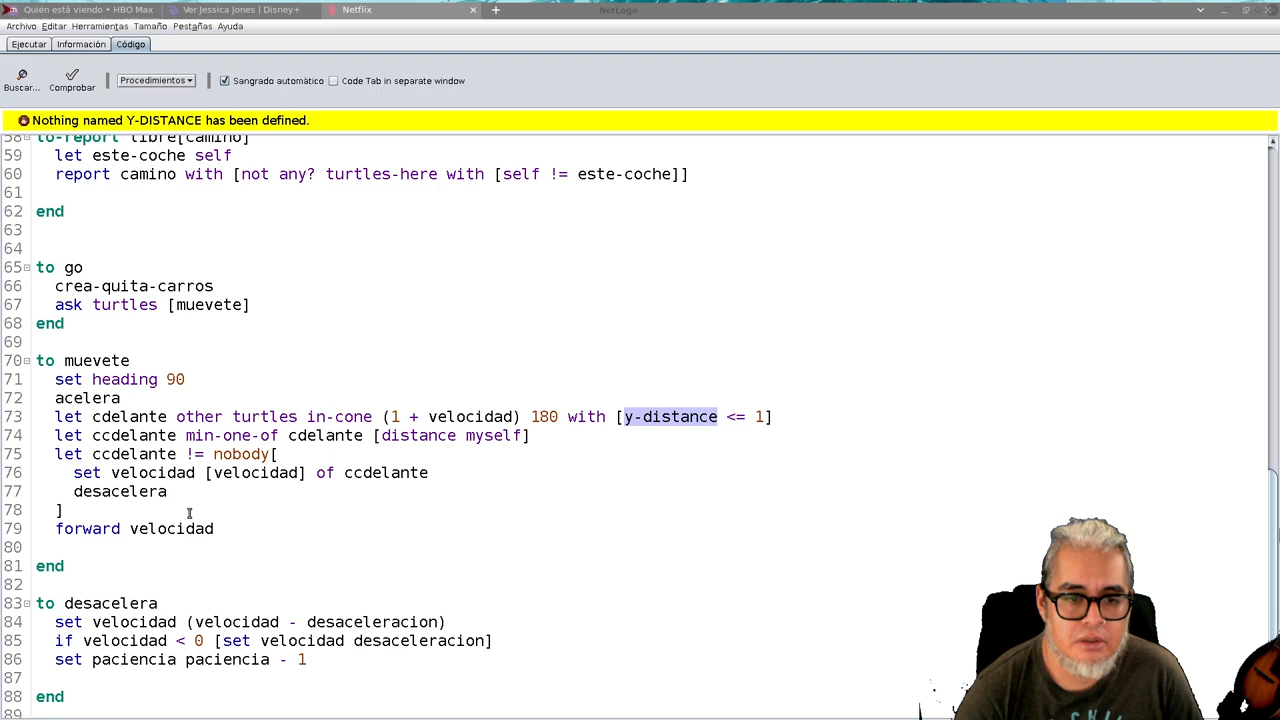 Quién está viendo • HBO Max
Ver Jessica Jones | Disney+
Netflix
NetLogo
Archivo Editar Herramientas Tamaño Pestañas Ayuda
Ejecutar Información Código
Buscar... Comprobar Procedimientos Sangrado automático Code Tab in separate window
Nothing named Y-DISTANCE has been defined.
58 to-report libre[camino]
59 let este-coche self
60 report camino with [not any? turtles-here with [self != este-coche]]
61
62 end
63
64
65 to go
66 crea-quita-carros
67 ask turtles [muevete]
68 end
69
70 to muevete
71 set heading 90
72 acelera
73 let cdelante other turtles in-cone (1 + velocidad) 180 with [y-distance <= 1]
74 let ccdelante min-one-of cdelante [distance myself]
75 let ccdelante != nobody[
76 set velocidad [velocidad] of ccdelante
77 desacelera
78 ]
79 forward velocidad
80
81 end
82
83 to desacelera
84 set velocidad (velocidad - desaceleracion)
85 if velocidad < 0 [set velocidad desaceleracion]
86 set paciencia paciencia - 1
87
88 end
89